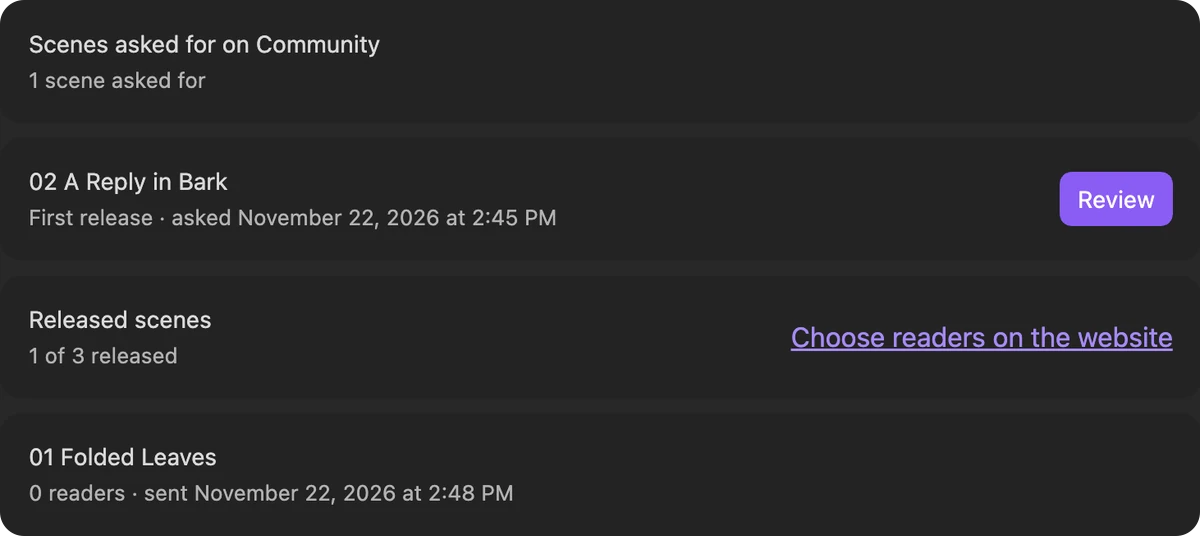 Scenes asked for on Community
1 scene asked for
02 A Reply in Bark
First release · asked November 22, 2026 at 2:45 PM
Review
Released scenes
1 of 3 released
Choose readers on the website
01 Folded Leaves
0 readers · sent November 22, 2026 at 2:48 PM